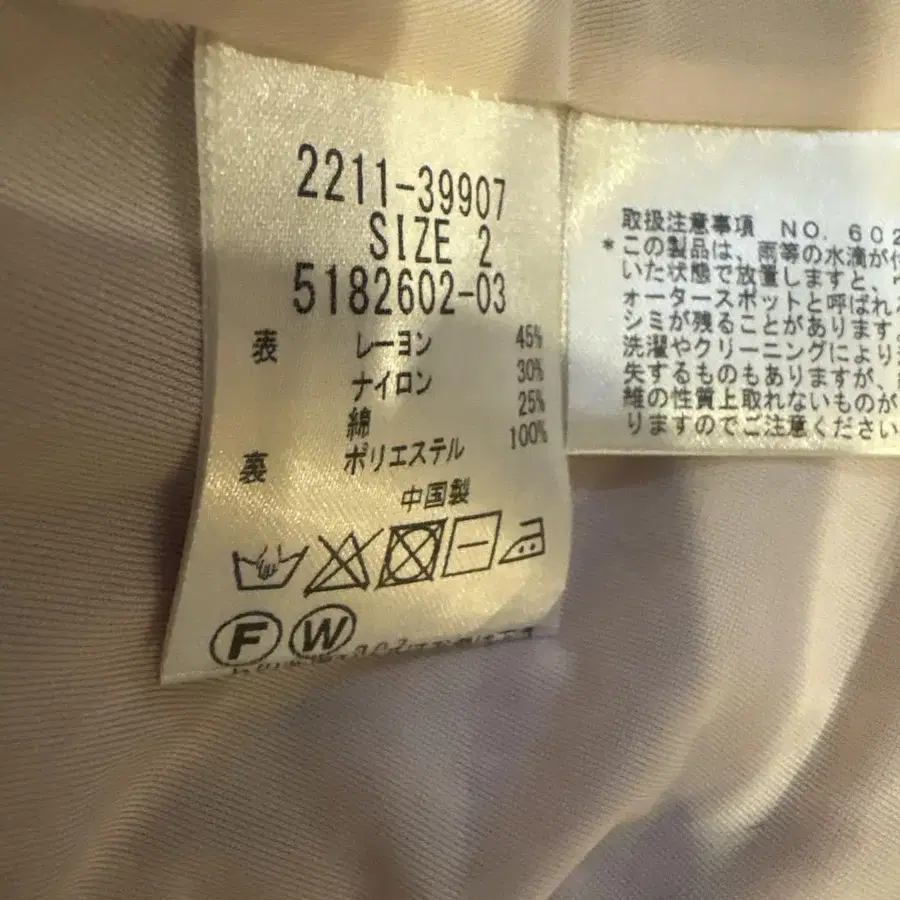 2211-39907
SIZE 2
5182602-03
表 レーヨン 45%
ナイロン 30%
綿 25%
裏 ポリエステル 100%
中国製
F W
取扱注意事項 NO. 602
*この製品は、雨等の水滴が付
いた状態で放置しますと、ウ
ォータースポットと呼ばれる
シミが残ることがあります。
洗濯やクリーニングにより
失するものもありますが、
維の性質上取れないものが
りますのでご注意ください